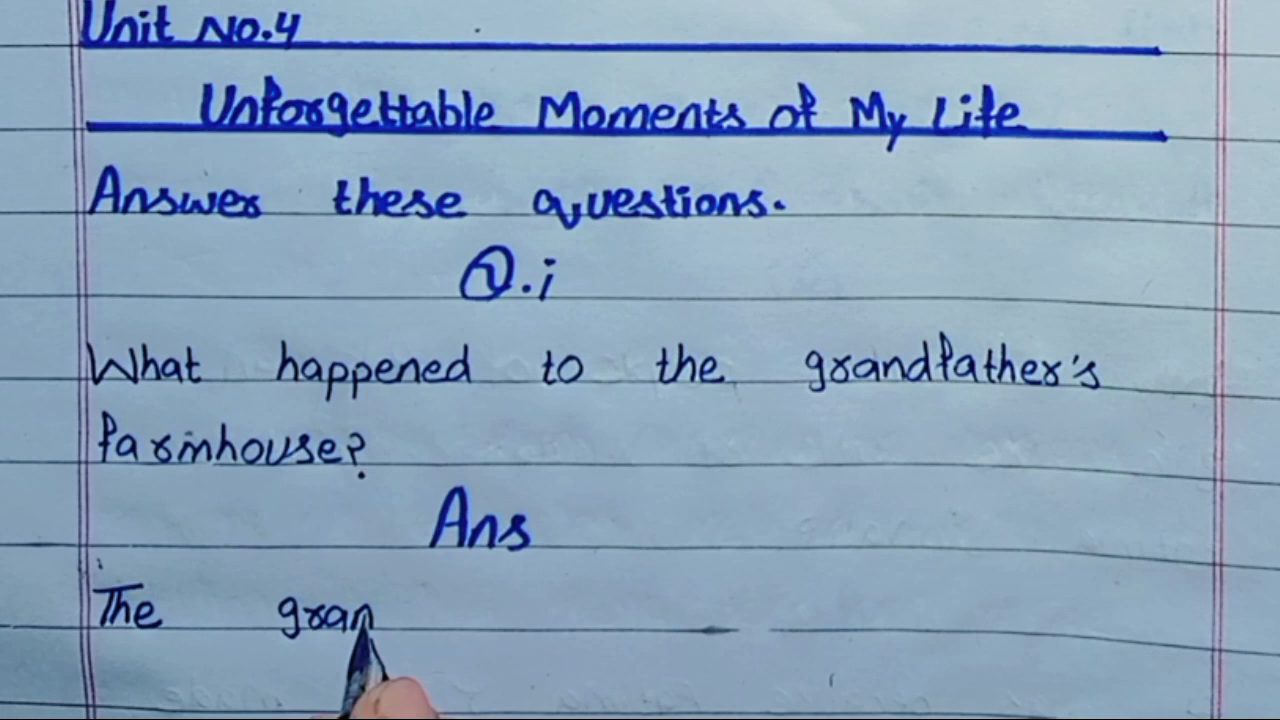 Unit No.4
Unforgettable Moments of My Life
Answer these questions.
Q.i
What happened to the grandfather's
farmhouse?
Ans
The gran